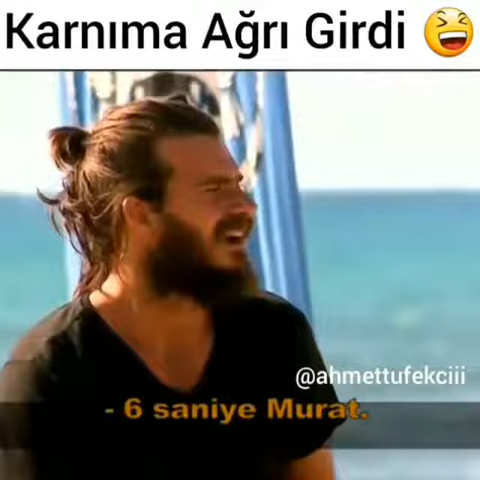 Karnıma Ağrı Girdi 😆
@ahmettufekciii
- 6 saniye Murat.